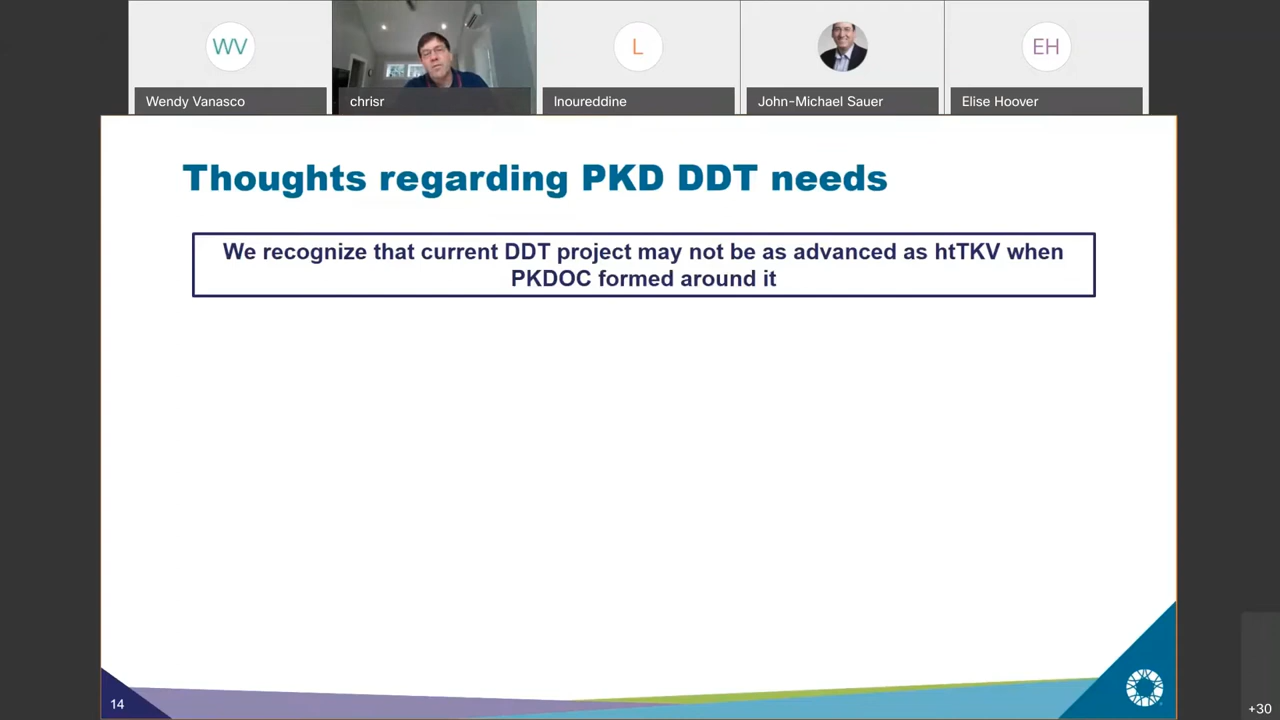 WV
L
EH
Wendy Vanasco
chrisr
lnoureddine
John-Michael Sauer
Elise Hoover
Thoughts regarding PKD DDT needs
We recognize that current DDT project may not be as advanced as htTKV when
PKDOC formed around it
14
+30